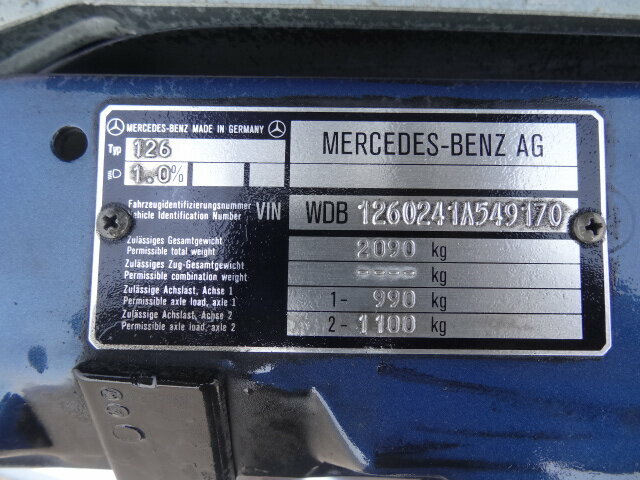 MERCEDES-BENZ MADE IN GERMANY
MERCEDES-BENZ AG
Typ 126
1.0%
Fahrzeugidentifizierungsnummer
Vehicle Identification Number VIN WDB 1260241A549170
Zulässiges Gesamtgewicht
Permissible total weight 2090 kg
Zulässiges Zug-Gesamtgewicht
Permissible combination weight ---- kg
Zulässige Achslast, Achse 1
Permissible axle load, axle 1 1- 990 kg
Zulässige Achslast, Achse 2
Permissible axle load, axle 2 2- 1100 kg